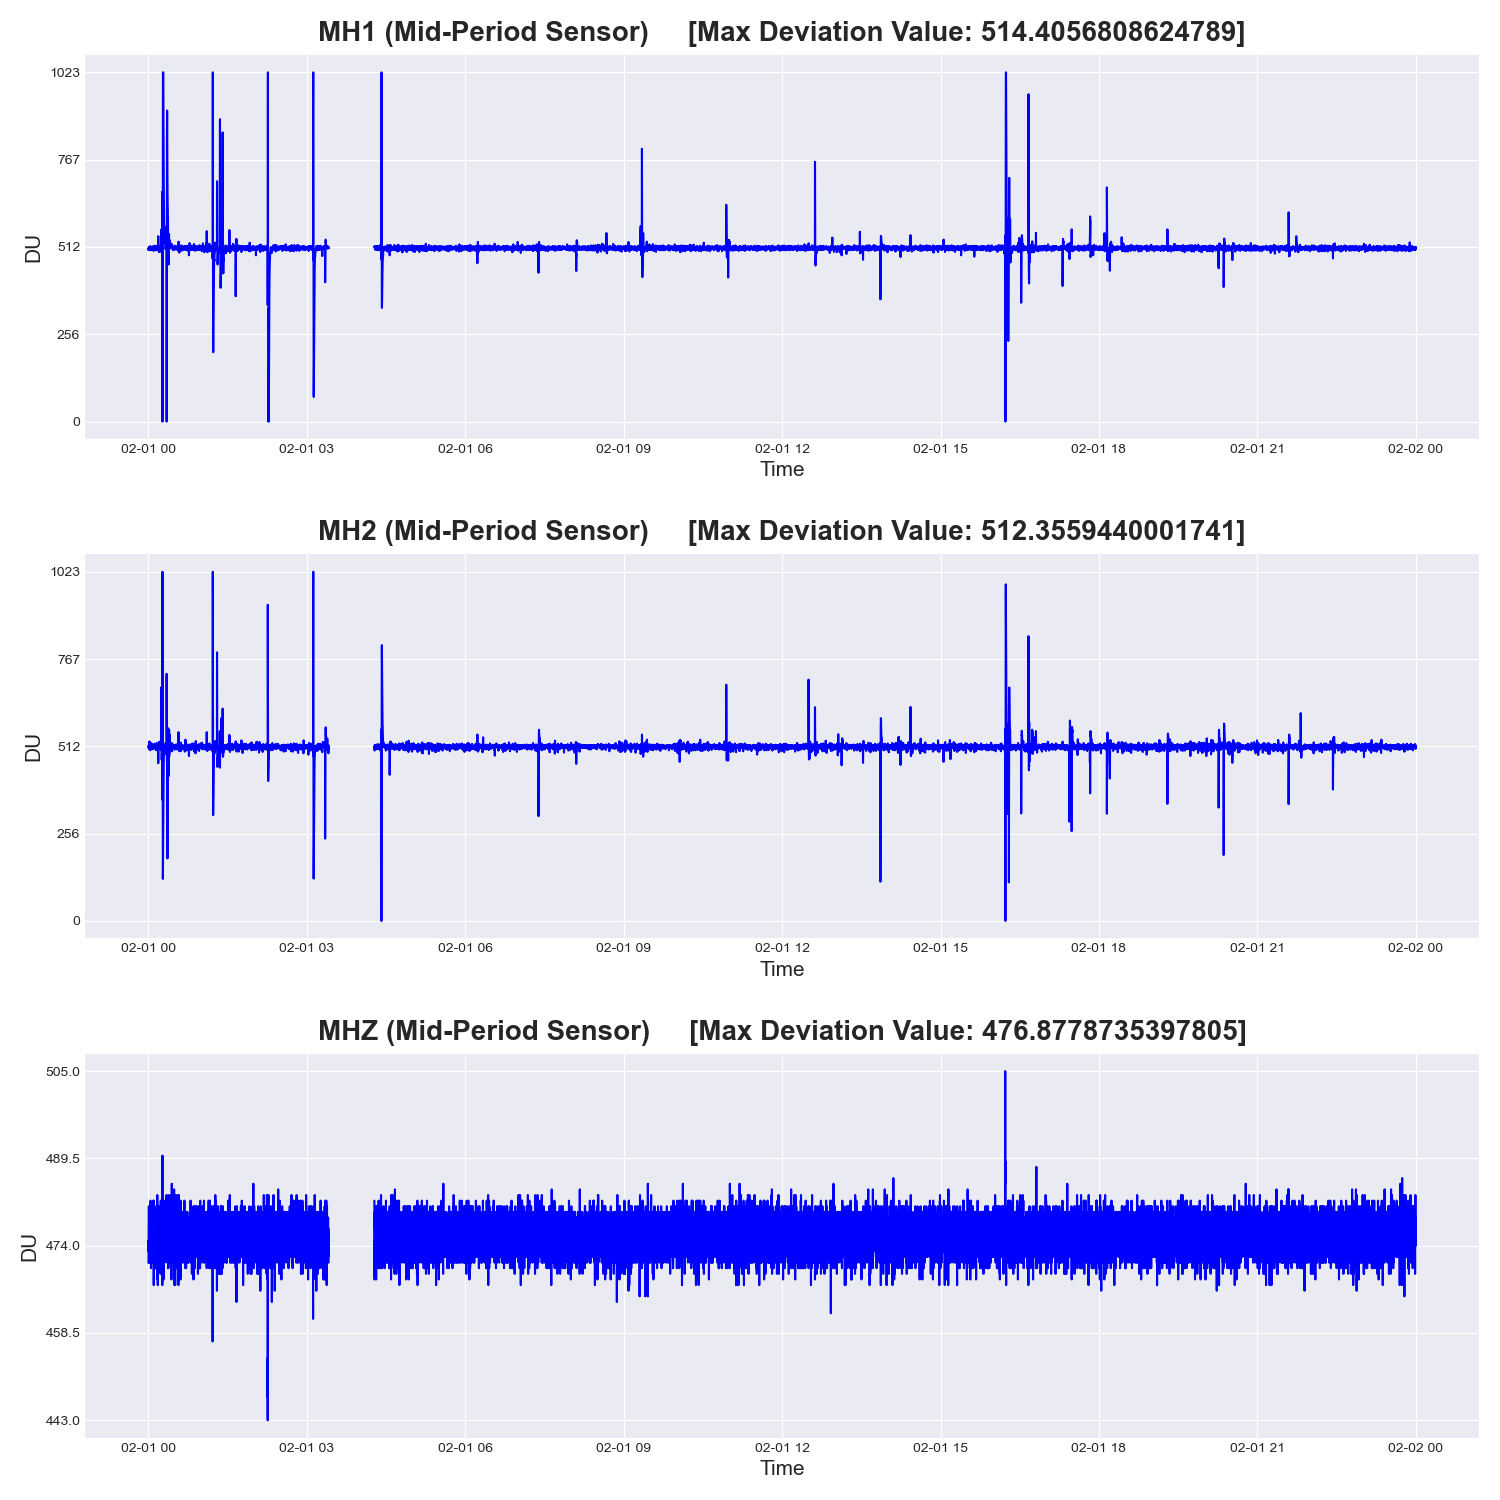 MH1 (Mid-Period Sensor) [Max Deviation Value: 514.4056808624789]
1023
767
512
256
0
DU
02-01 00 02-01 03 02-01 06 02-01 09 02-01 12 02-01 15 02-01 18 02-01 21 02-02 00
Time
MH2 (Mid-Period Sensor) [Max Deviation Value: 512.3559440001741]
1023
767
512
256
0
DU
02-01 00 02-01 03 02-01 06 02-01 09 02-01 12 02-01 15 02-01 18 02-01 21 02-02 00
Time
MHZ (Mid-Period Sensor) [Max Deviation Value: 476.8778735397805]
505.0
489.5
474.0
458.5
443.0
DU
02-01 00 02-01 03 02-01 06 02-01 09 02-01 12 02-01 15 02-01 18 02-01 21 02-02 00
Time